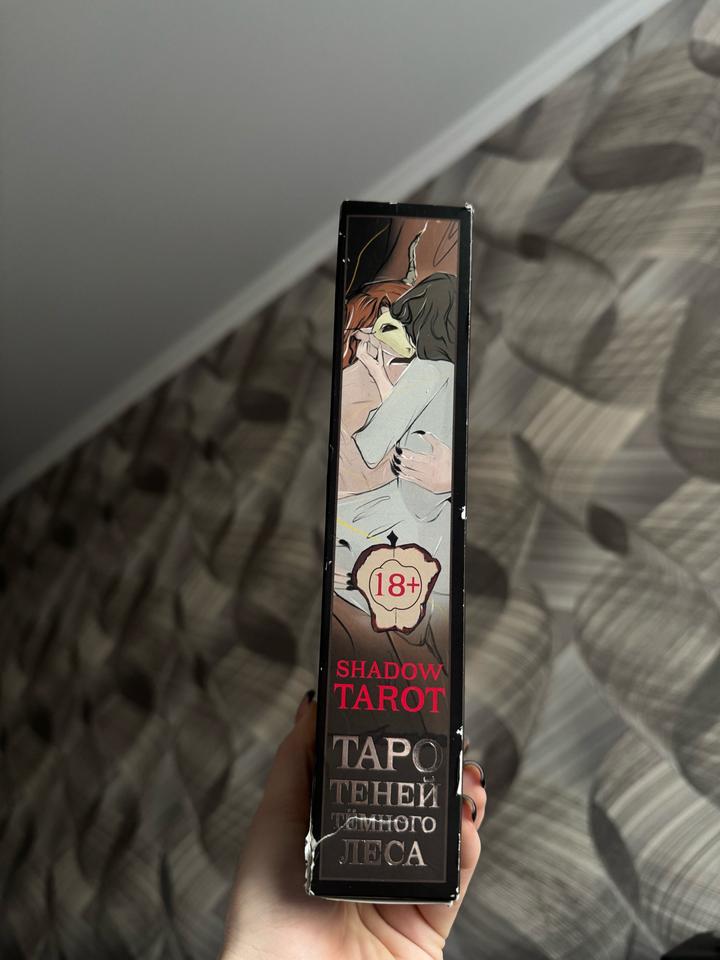 18+
SHADOW
TAROT
ТАРО
ТЕНЕЙ
ТЁМНОГО
ЛЕСА